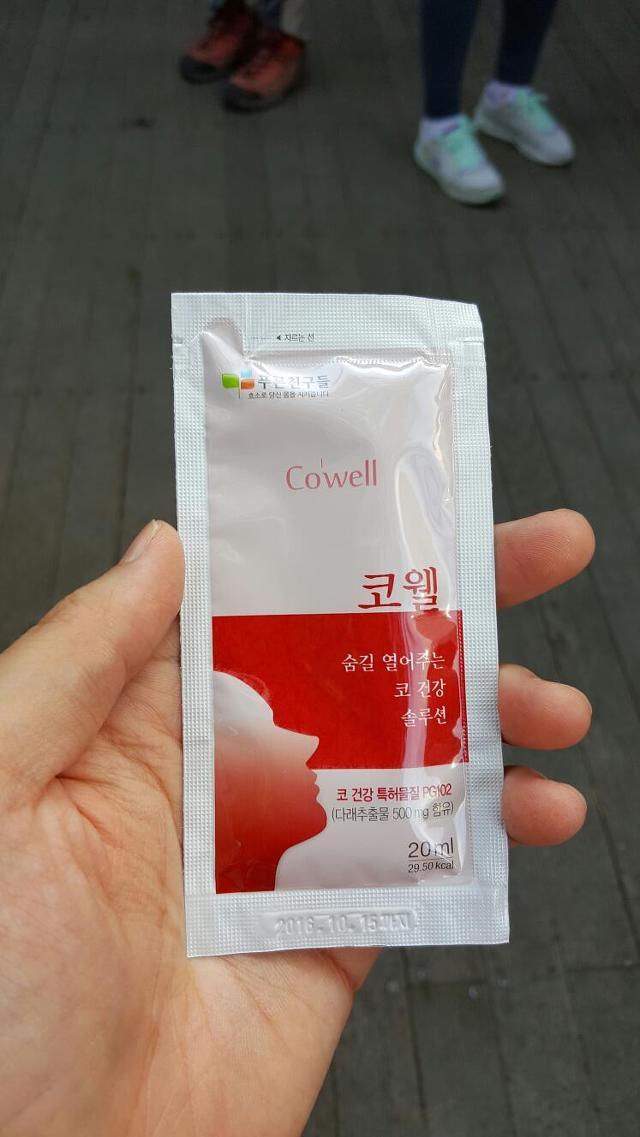 ◀ 자르는 선
푸른친구들
효소로 당신 몸을 지켜줍니다
Co'well
코웰
숨길 열어주는
코 건강
솔루션
코 건강 특허물질 PG102
(다래추출물 500mg 함유)
20ml
29.50 kcal
2016.10.15까지